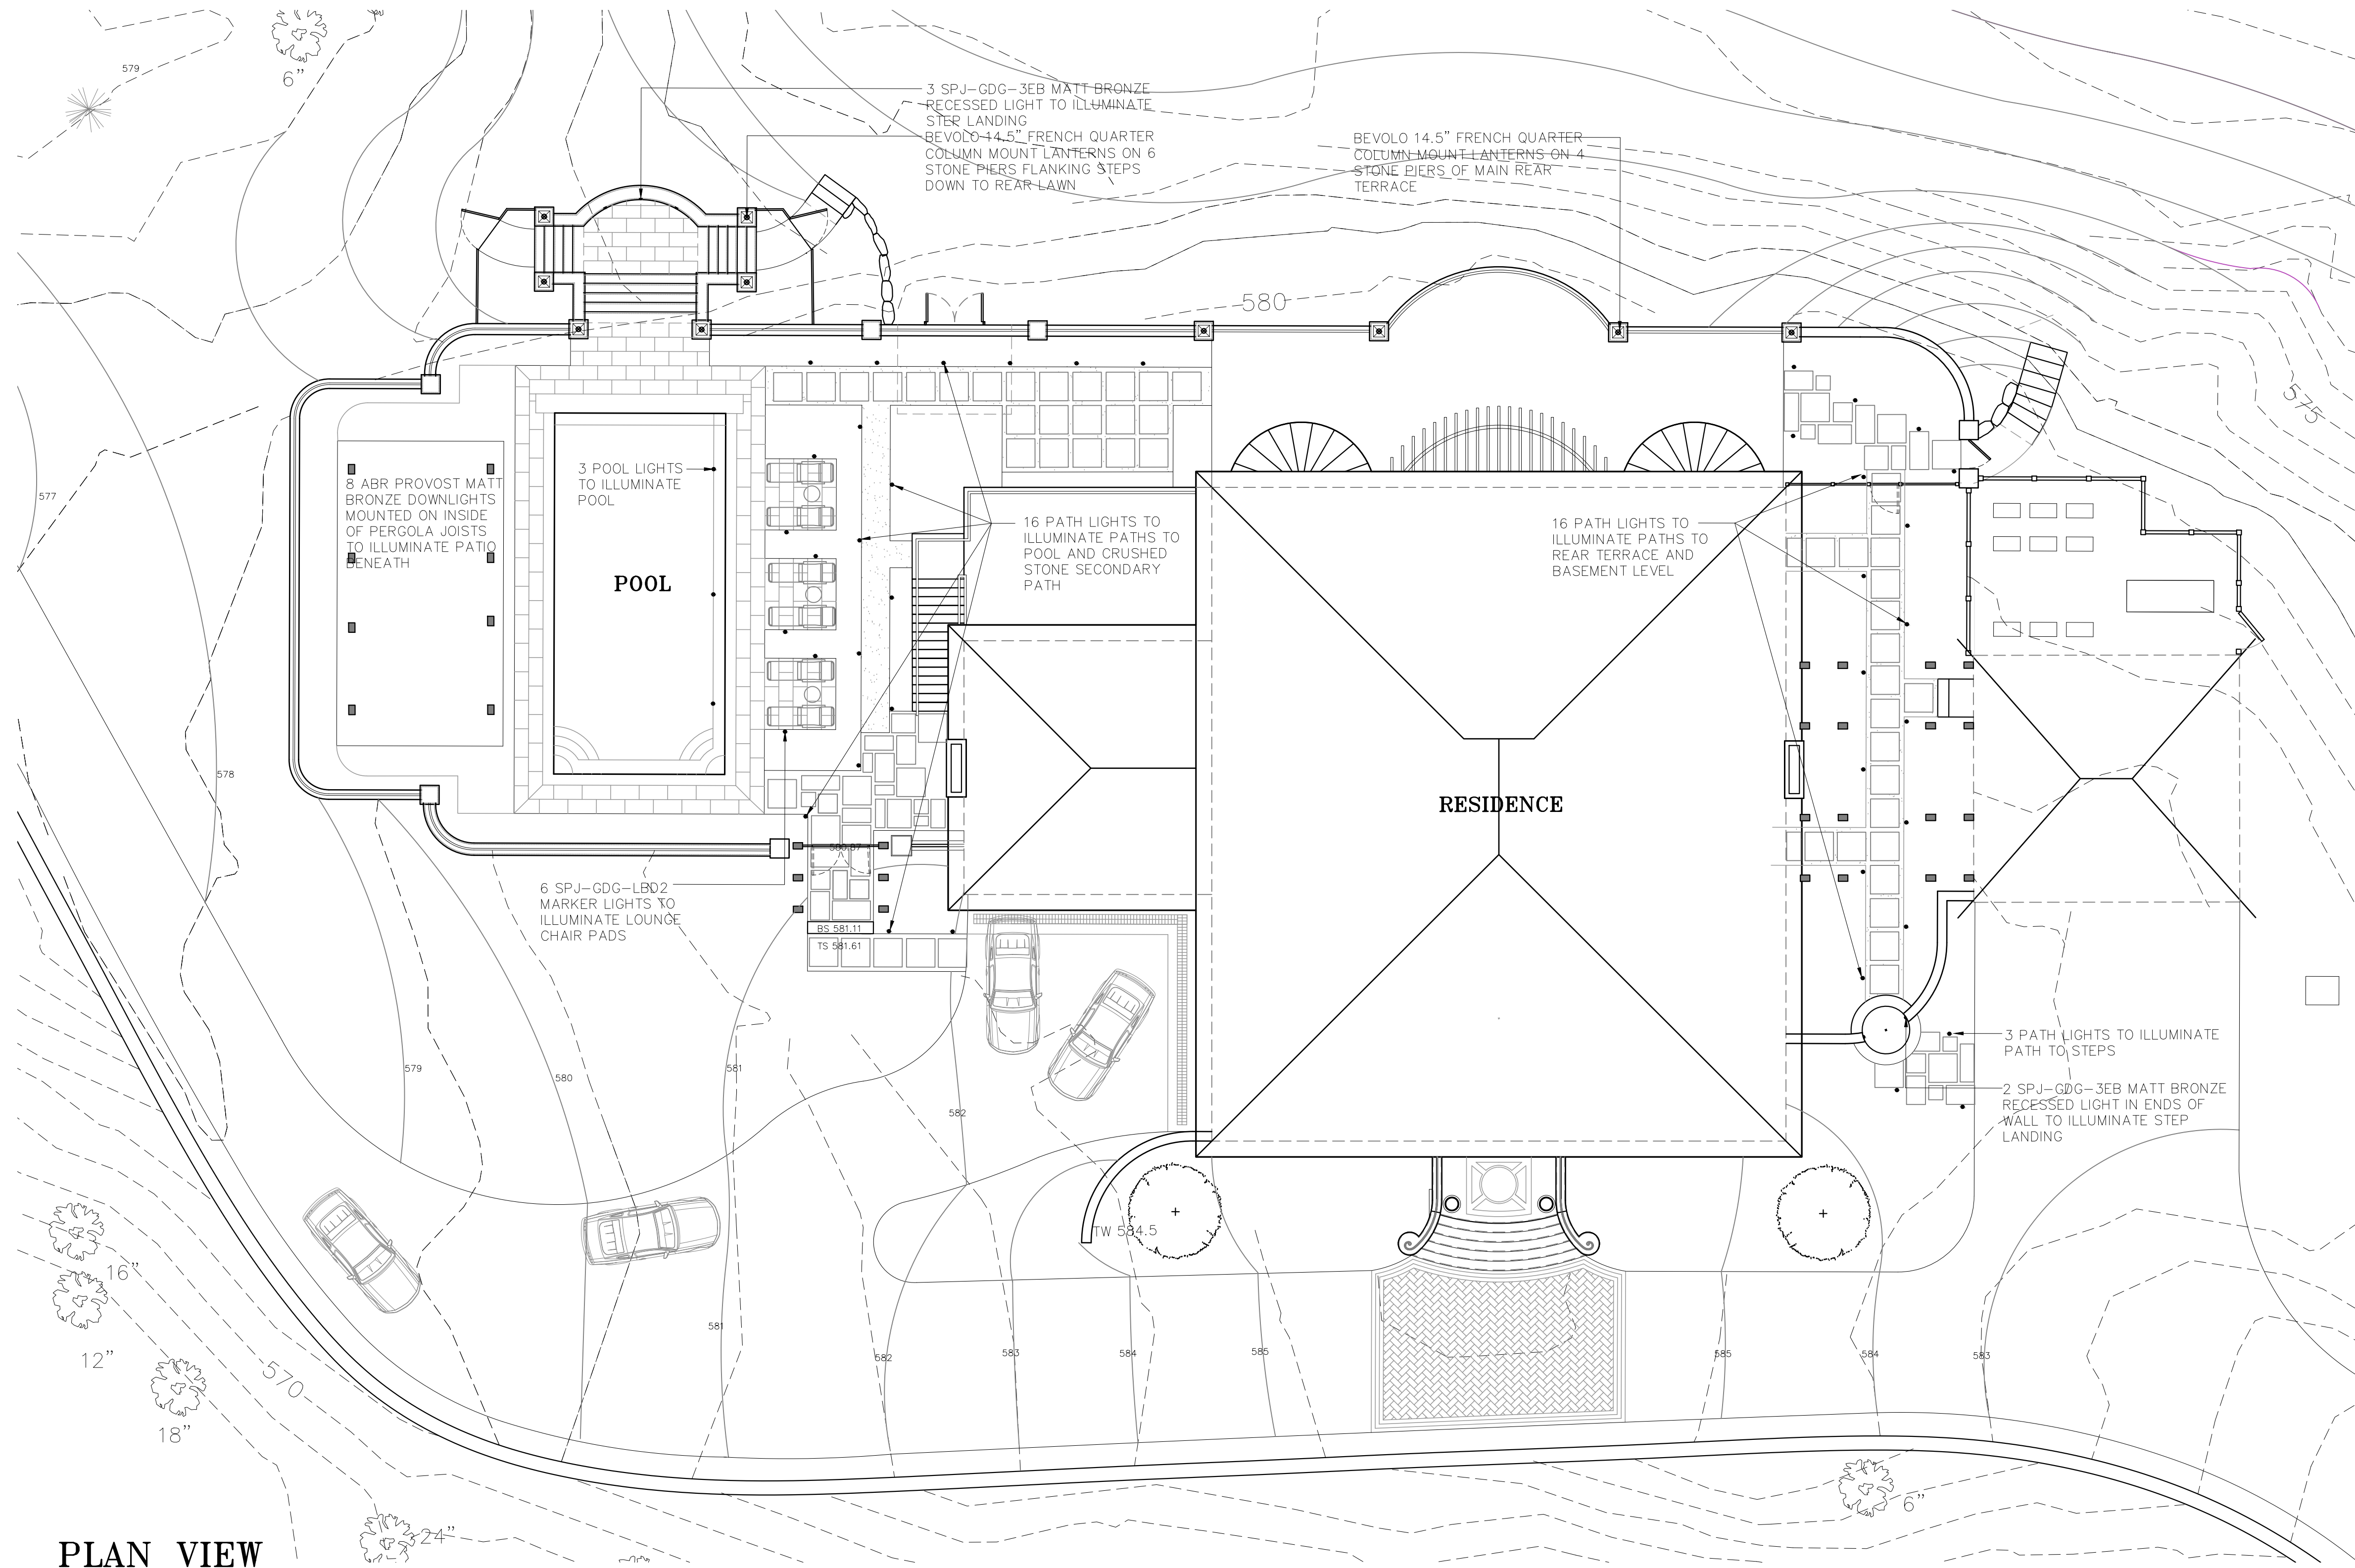 579
6"
3 SPJ-GDG-3EB MATT BRONZE
RECESSED LIGHT TO ILLUMINATE
STEP LANDING
BEVOLO 14.5" FRENCH QUARTER
COLUMN MOUNT LANTERNS ON 6
STONE PIERS FLANKING STEPS
DOWN TO REAR LAWN
BEVOLO 14.5" FRENCH QUARTER
COLUMN MOUNT LANTERNS ON 4
STONE PIERS OF MAIN REAR
TERRACE
580
575
577
8 ABR PROVOST MATT
BRONZE DOWNLIGHTS
MOUNTED ON INSIDE
OF PERGOLA JOISTS
TO ILLUMINATE PATIO
BENEATH
3 POOL LIGHTS
TO ILLUMINATE
POOL
POOL
16 PATH LIGHTS TO
ILLUMINATE PATHS TO
POOL AND CRUSHED
STONE SECONDARY
PATH
16 PATH LIGHTS TO
ILLUMINATE PATHS TO
REAR TERRACE AND
BASEMENT LEVEL
578
RESIDENCE
6 SPJ-GDG-LBD2
MARKER LIGHTS TO
ILLUMINATE LOUNGE
CHAIR PADS
BS 581.11
TS 581.61
3 PATH LIGHTS TO ILLUMINATE
PATH TO STEPS
2 SPJ-GDG-3EB MATT BRONZE
RECESSED LIGHT IN ENDS OF
WALL TO ILLUMINATE STEP
LANDING
579
580
581
582
TW 584.5
16"
12"
18"
570
24"
581
582
583
584
585
585
584
583
6"
PLAN VIEW